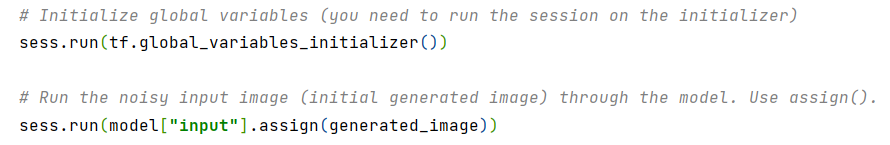 # Initialize global variables (you need to run the session on the initializer)
sess.run(tf.global_variables_initializer())
# Run the noisy input image (initial generated image) through the model. Use assign().
sess.run(model["input"].assign(generated_image))